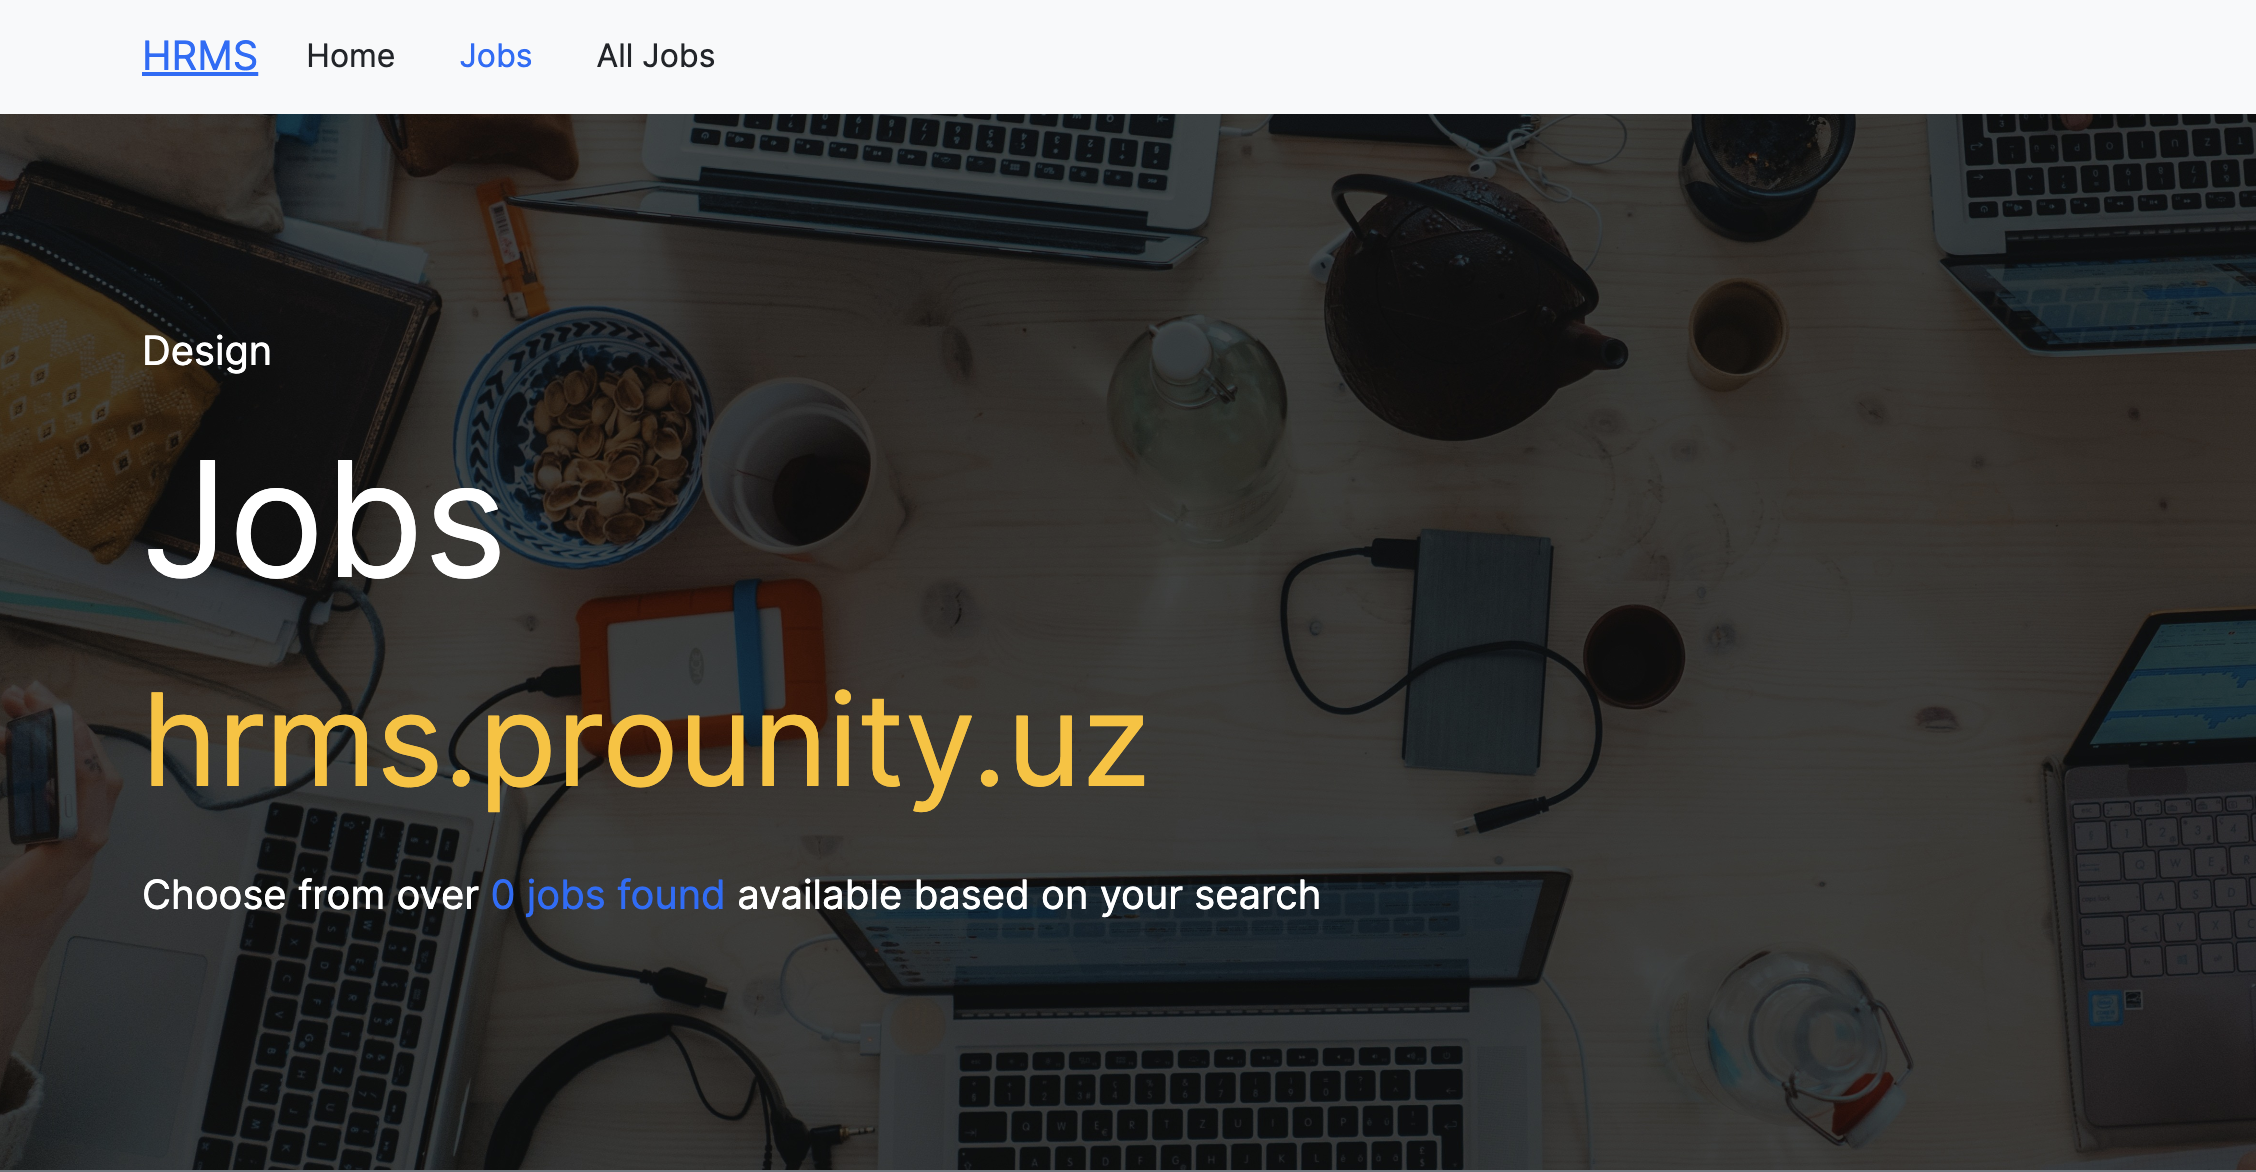 HRMS Home Jobs All Jobs
Design
Jobs
hrms.prounity.uz
Choose from over 0 jobs found available based on your search